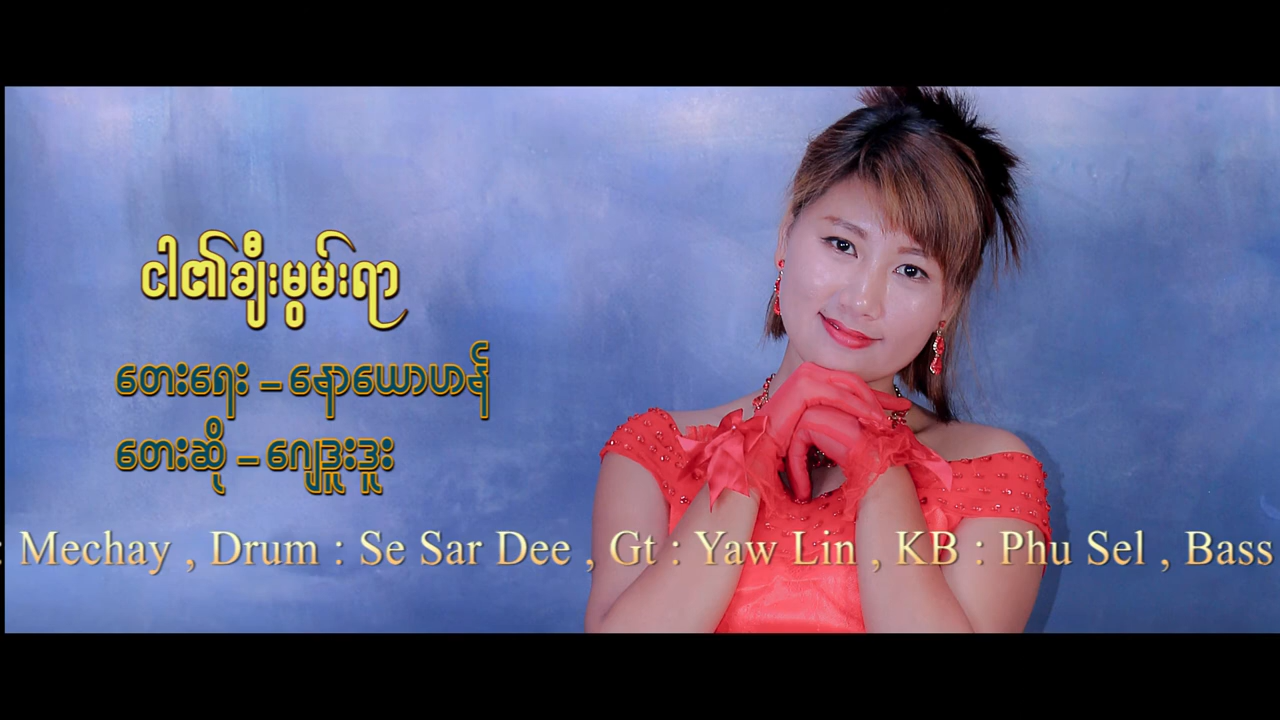 ငါ၏ချီးမွမ်းရာ
တေးရေး – နောယောဟန်
တေးဆို – ဂျေဒူးဒူး
: Mechay , Drum : Se Sar Dee , Gt : Yaw Lin , KB : Phu Sel , Bass